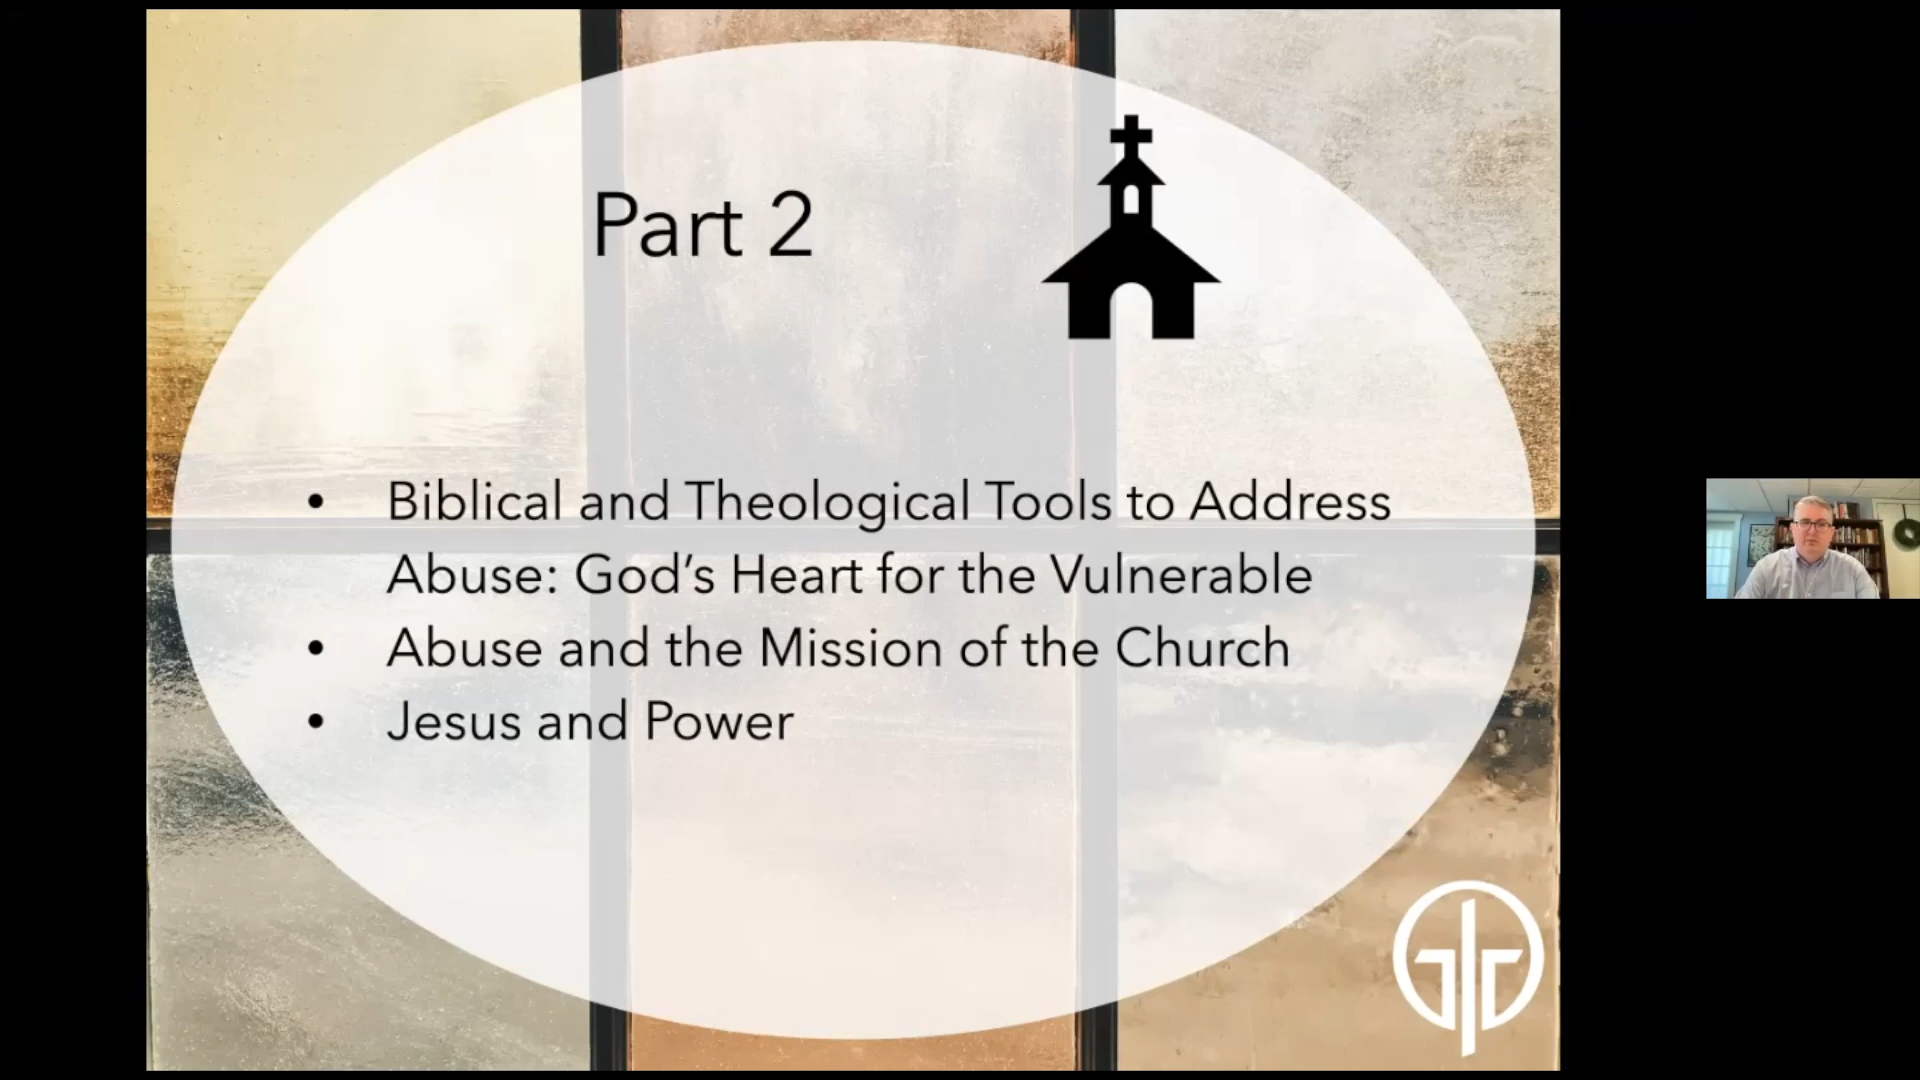 Part 2
• Biblical and Theological Tools to Address
Abuse: God’s Heart for the Vulnerable
• Abuse and the Mission of the Church
• Jesus and Power